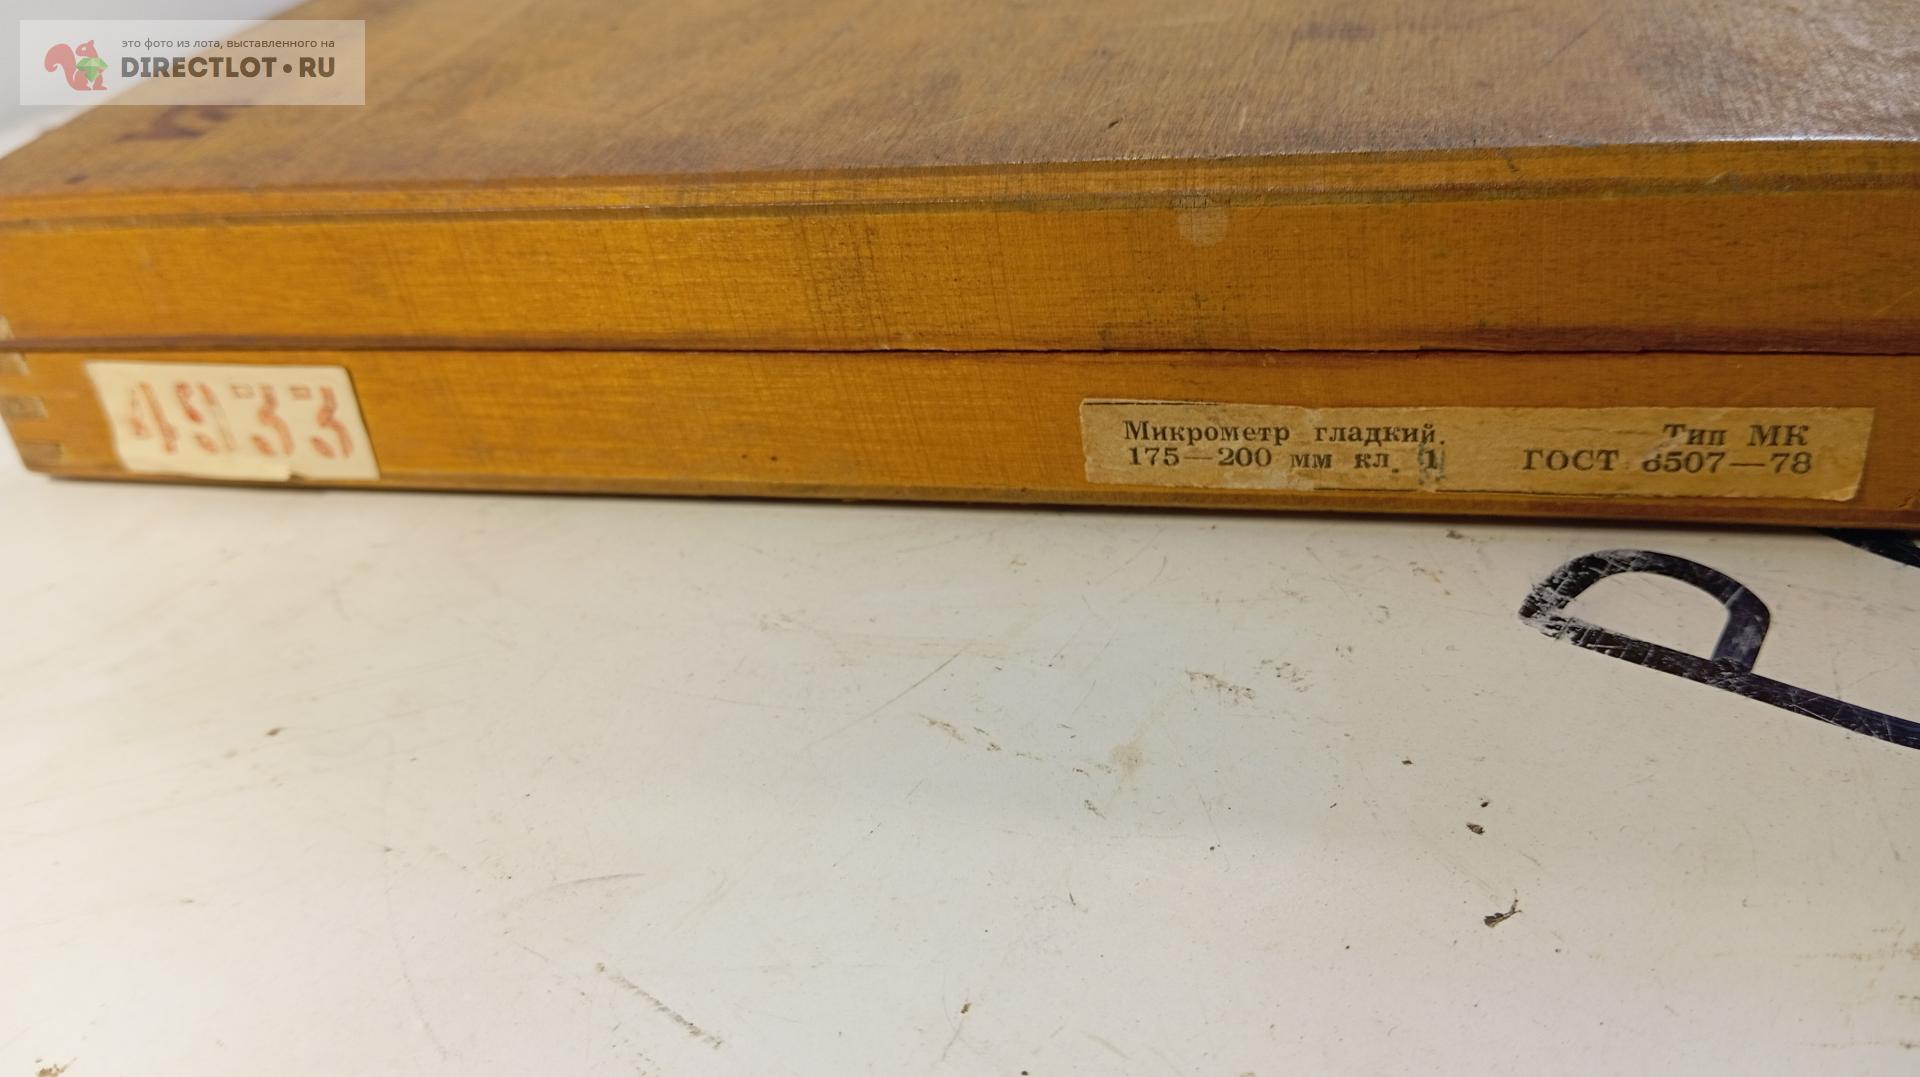 это фото из лота, выставленного на
DIRECTLOT•RU
4933
Микрометр гладкий. Тип МК
175—200 мм кл. 1 ГОСТ 6507—78